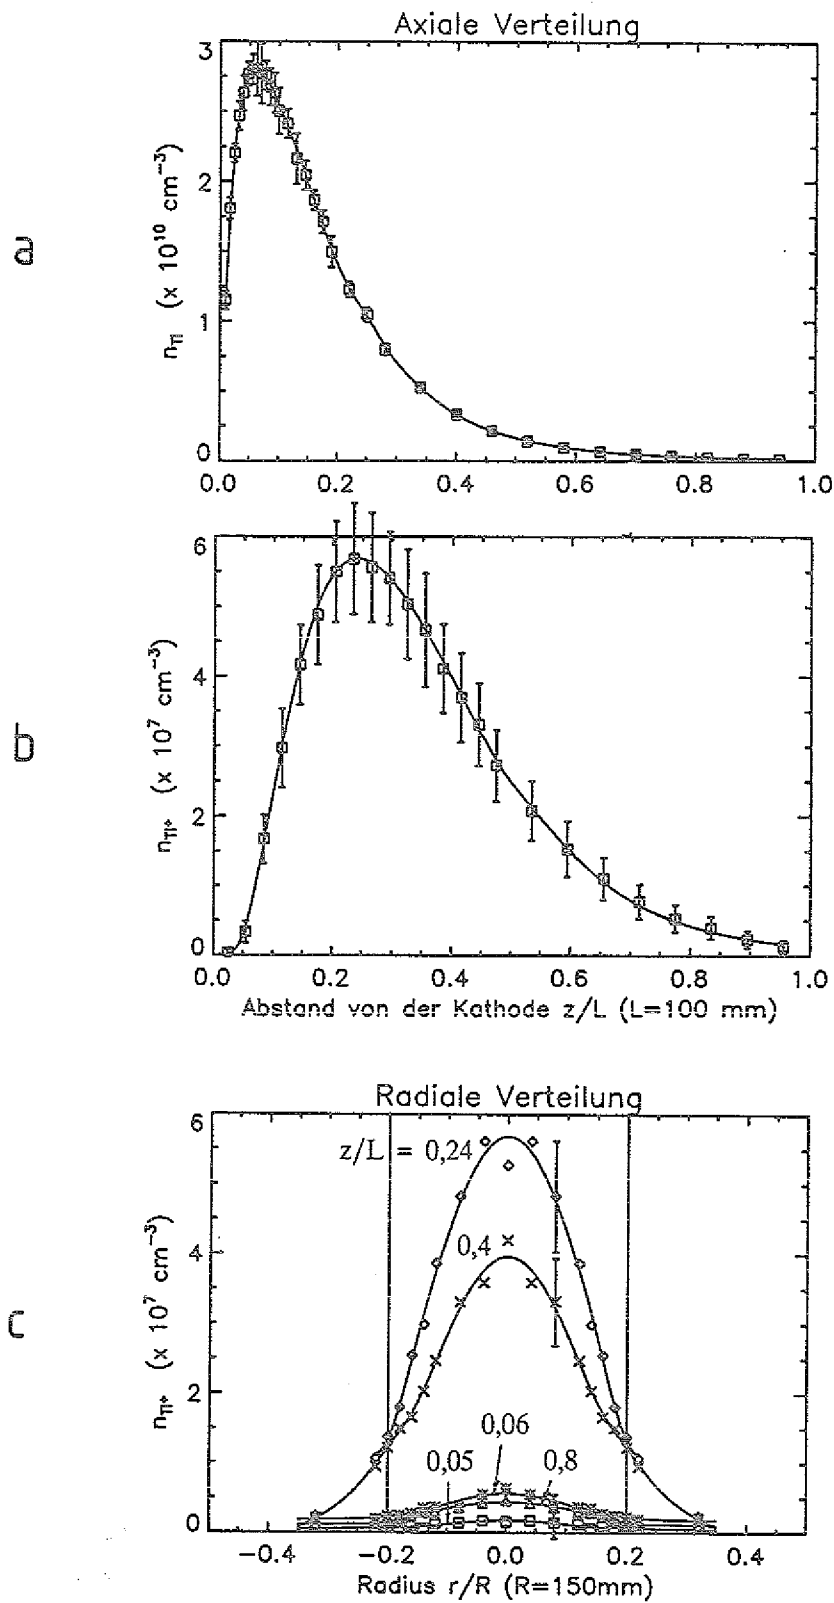 Axiale Verteilung
a
n_Ti (x 10^10 cm^-3)
3
2
1
0
0.0 0.2 0.4 0.6 0.8 1.0
b
n_Ti+ (x 10^7 cm^-3)
6
4
2
0
0.0 0.2 0.4 0.6 0.8 1.0
Abstand von der Kathode z/L (L=100 mm)
Radiale Verteilung
c
n_Ti+ (x 10^7 cm^-3)
6
z/L = 0,24
4
0,4
2
0,06
0,05
0,8
0
-0.4 -0.2 0.0 0.2 0.4
Radius r/R (R=150mm)